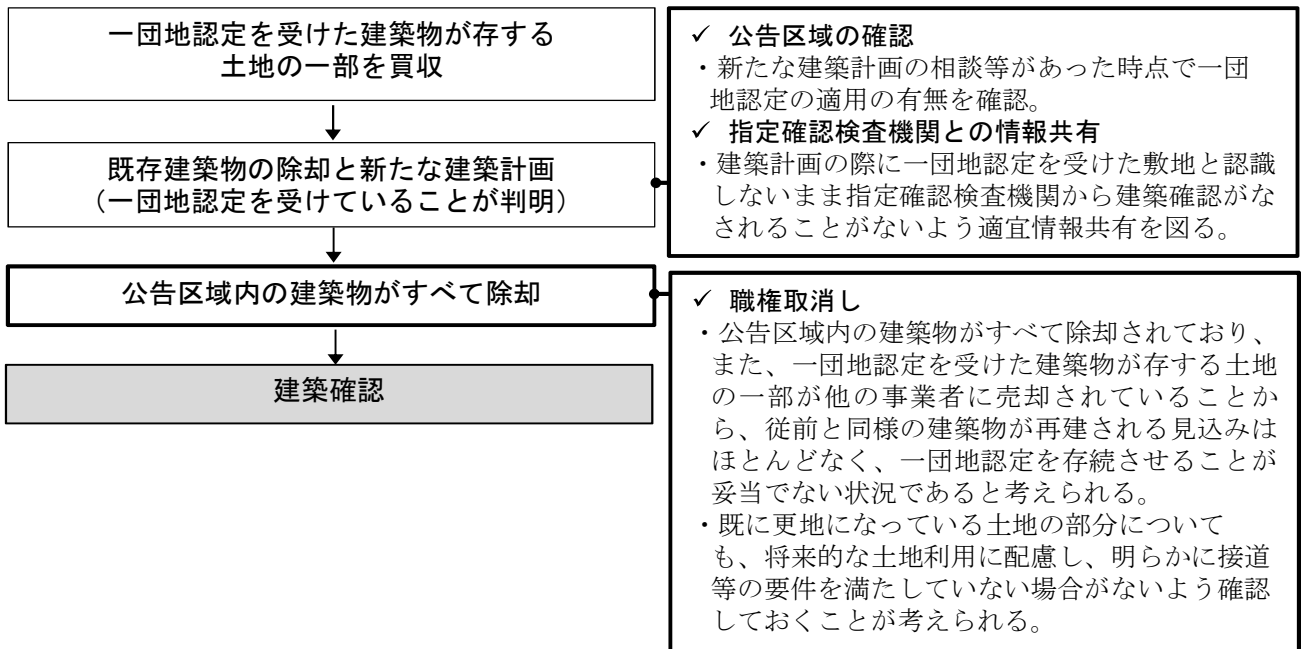 一団地認定を受けた建築物が存する
土地の一部を買収
既存建築物の除却と新たな建築計画
（一団地認定を受けていることが判明）
公告区域内の建築物がすべて除却
建築確認
✓ 公告区域の確認
・新たな建築計画の相談等があった時点で一団
地認定の適用の有無を確認。
✓ 指定確認検査機関との情報共有
・建築計画の際に一団地認定を受けた敷地と認識
しないまま指定確認検査機関から建築確認がな
されることがないよう適宜情報共有を図る。
✓ 職権取消し
・公告区域内の建築物がすべて除却されており、
また、一団地認定を受けた建築物が存する土地
の一部が他の事業者に売却されていることか
ら、従前と同様の建築物が再建される見込みは
ほとんどなく、一団地認定を存続させることが
妥当でない状況であると考えられる。
・既に更地になっている土地の部分について
も、将来的な土地利用に配慮し、明らかに接道
等の要件を満たしていない場合がないよう確認
しておくことが考えられる。